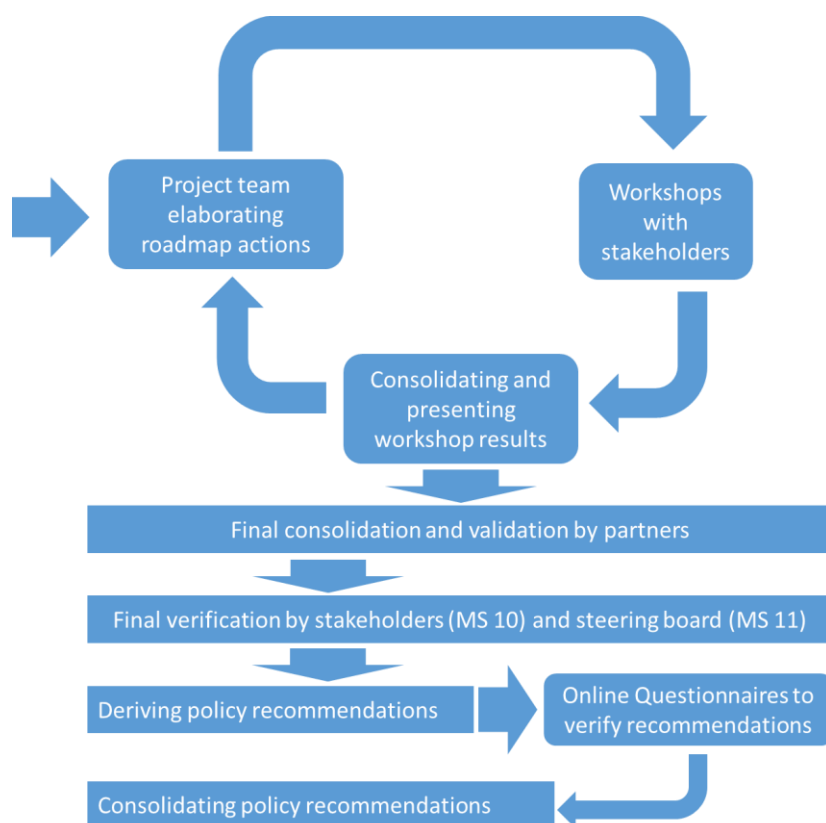 Project team
elaborating
roadmap actions
Workshops
with
stakeholders
Consolidating and
presenting
workshop results
Final consolidation and validation by partners
Final verification by stakeholders (MS 10) and steering board (MS 11)
Deriving policy recommendations
Online Questionnaires to
verify recommendations
Consolidating policy recommendations